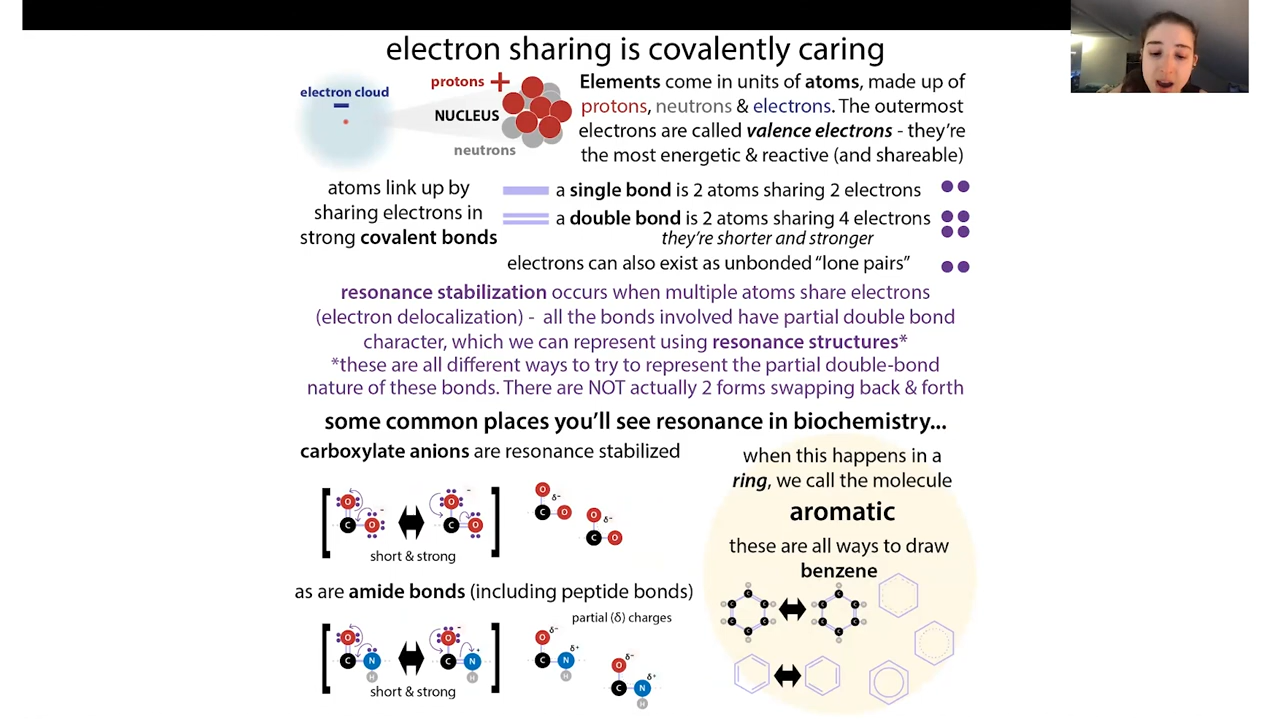 electron sharing is covalently caring
electron cloud
protons +
NUCLEUS
neutrons
Elements come in units of atoms, made up of
protons, neutrons & electrons. The outermost
electrons are called valence electrons - they're
the most energetic & reactive (and shareable)
atoms link up by
sharing electrons in
strong covalent bonds
a single bond is 2 atoms sharing 2 electrons
a double bond is 2 atoms sharing 4 electrons
they're shorter and stronger
electrons can also exist as unbonded “lone pairs”
resonance stabilization occurs when multiple atoms share electrons
(electron delocalization) - all the bonds involved have partial double bond
character, which we can represent using resonance structures*
*these are all different ways to try to represent the partial double-bond
nature of these bonds. There are NOT actually 2 forms swapping back & forth
some common places you'll see resonance in biochemistry...
carboxylate anions are resonance stabilized
O O
C O C O
short & strong
O δ-
C O
O δ-
C O
as are amide bonds (including peptide bonds)
partial (δ) charges
O O
C N C N
H H
short & strong
O δ-
C N δ+
H
O δ-
C N δ+
H
when this happens in a
ring, we call the molecule
aromatic
these are all ways to draw
benzene